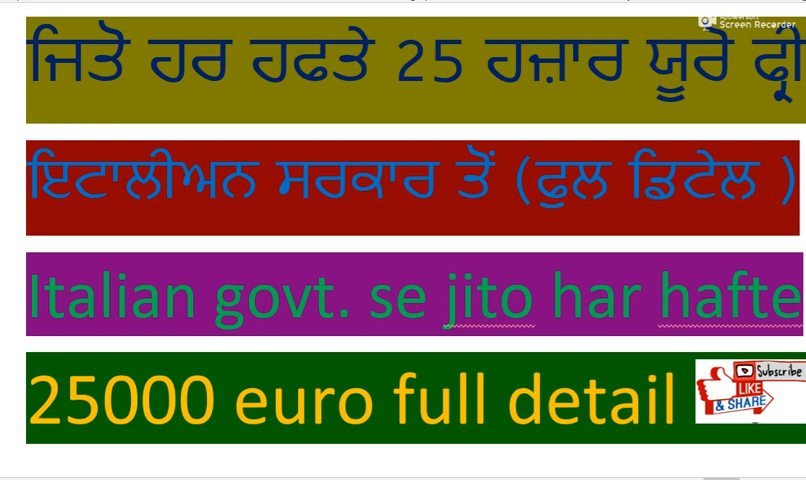 Screen Recorder
ਜਿਤੋ ਹਰ ਹਫਤੇ 25 ਹਜ਼ਾਰ ਯੂਰੋ ਫ੍ਰੀ
ਇਟਾਲੀਅਨ ਸਰਕਾਰ ਤੋਂ (ਫੁਲ ਡਿਟੇਲ )
Italian govt. se jito har hafte
25000 euro full detail
Subscribe
LIKE
& SHARE